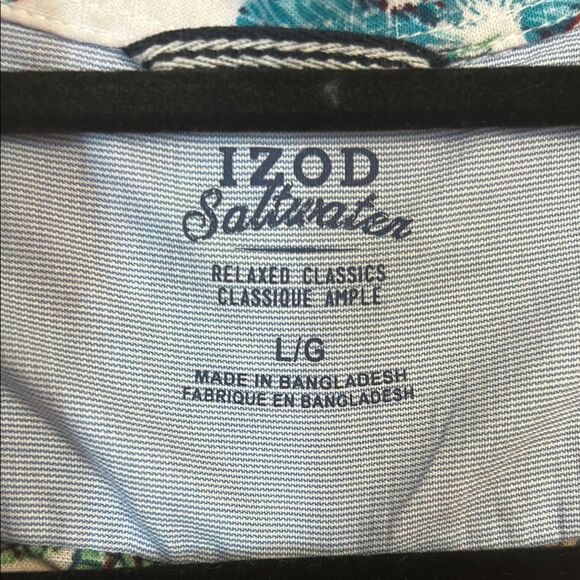 IZOD
Saltwater
RELAXED CLASSICS
CLASSIQUE AMPLE
L/G
MADE IN BANGLADESH
FABRIQUE EN BANGLADESH